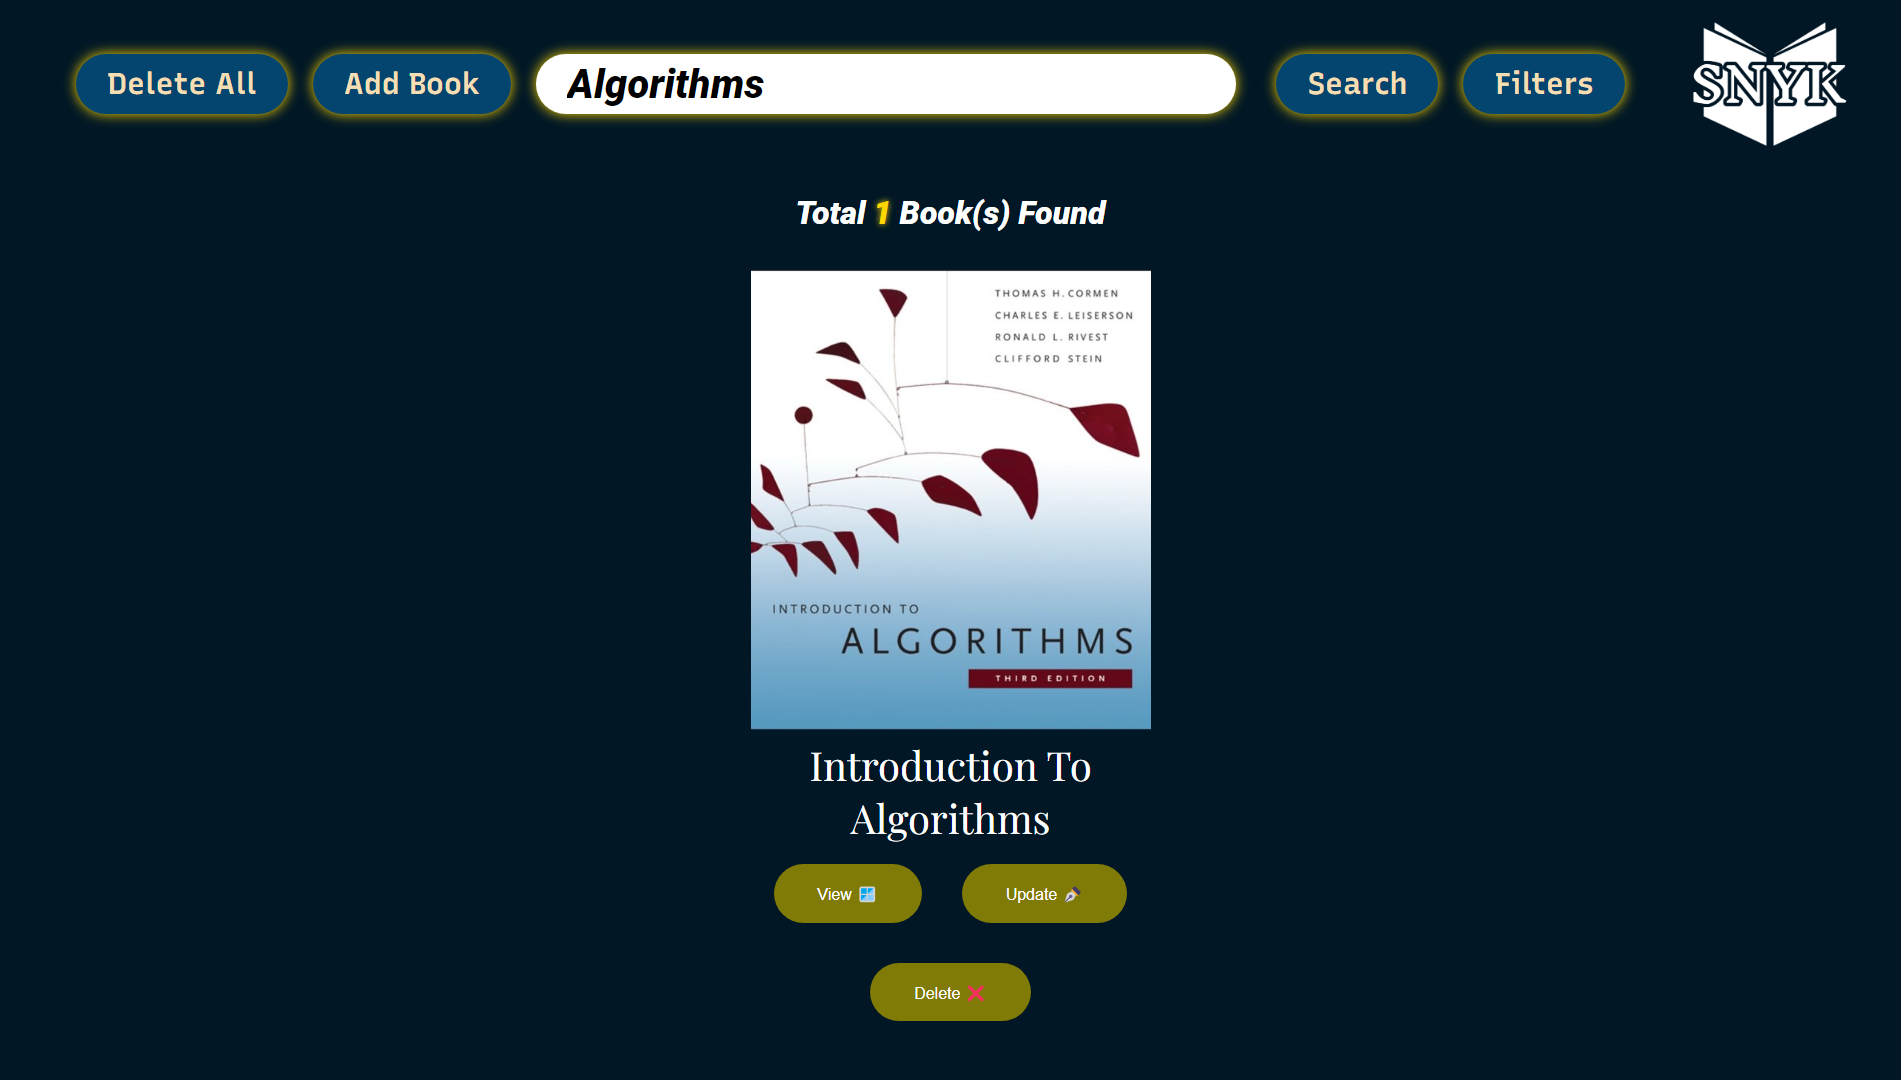 Delete All
Add Book
Algorithms
Search
Filters
SNYK
Total 1 Book(s) Found
THOMAS H. CORMEN
CHARLES E. LEISERSON
RONALD L. RIVEST
CLIFFORD STEIN
INTRODUCTION TO
ALGORITHMS
THIRD EDITION
Introduction To
Algorithms
View
Update
Delete